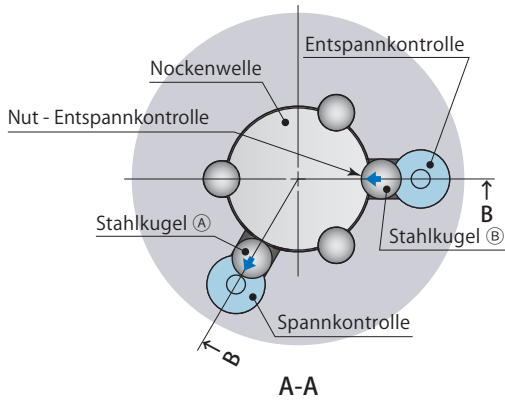 Entspannkontrolle
Nockenwelle
Nut - Entspannkontrolle
B
Stahlkugel Ⓐ
Stahlkugel Ⓑ
Spannkontrolle
B
A-A